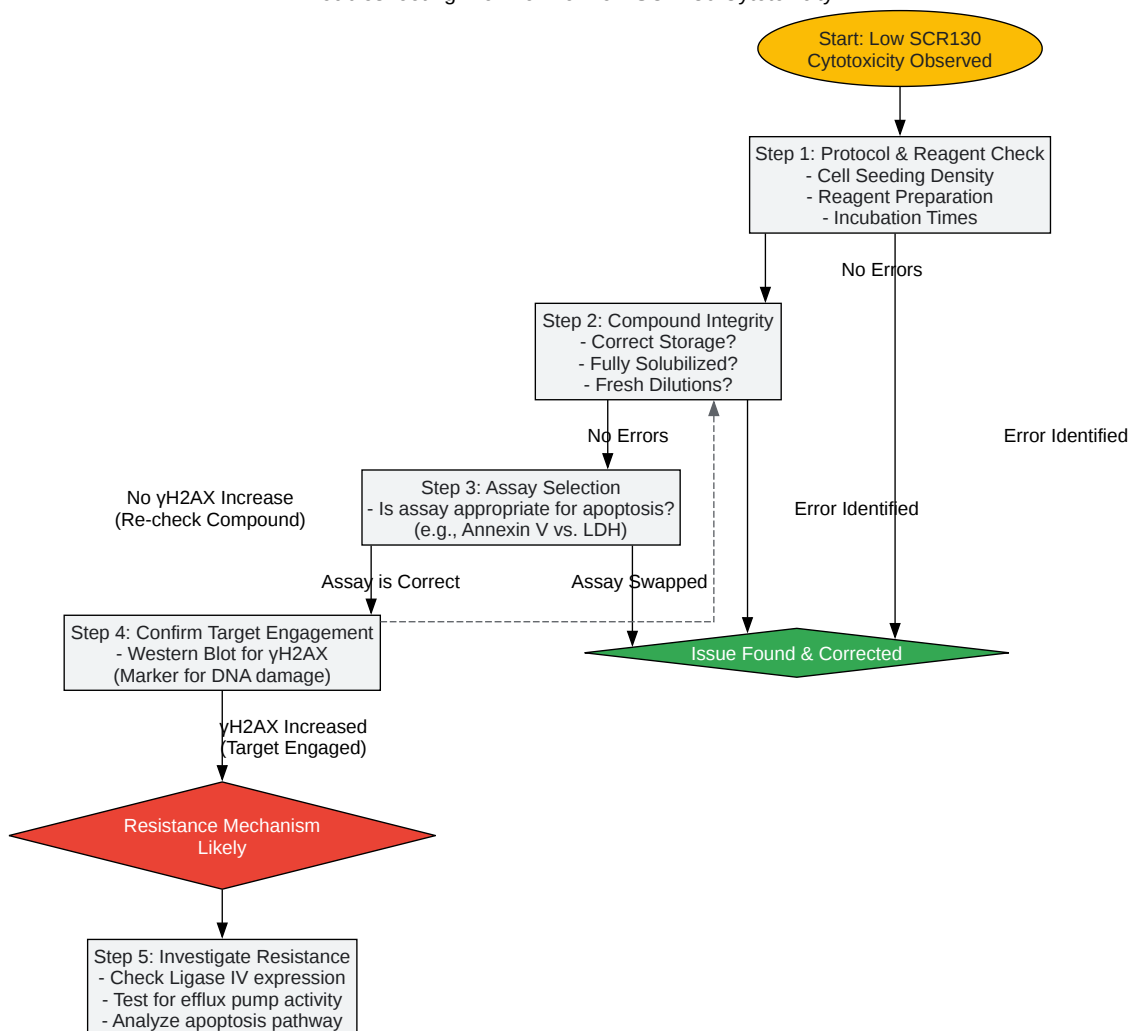 Start: Low SCR130
Cytotoxicity Observed
Step 1: Protocol & Reagent Check
- Cell Seeding Density
- Reagent Preparation
- Incubation Times
No Errors
Step 2: Compound Integrity
- Correct Storage?
- Fully Solubilized?
- Fresh Dilutions?
No Errors
Error Identified
Step 3: Assay Selection
- Is assay appropriate for apoptosis?
(e.g., Annexin V vs. LDH)
No γH2AX Increase
(Re-check Compound)
Error Identified
Assay is Correct
Assay Swapped
Step 4: Confirm Target Engagement
- Western Blot for γH2AX
(Marker for DNA damage)
Issue Found & Corrected
γH2AX Increased
(Target Engaged)
Resistance Mechanism
Likely
Step 5: Investigate Resistance
- Check Ligase IV expression
- Test for efflux pump activity
- Analyze apoptosis pathway